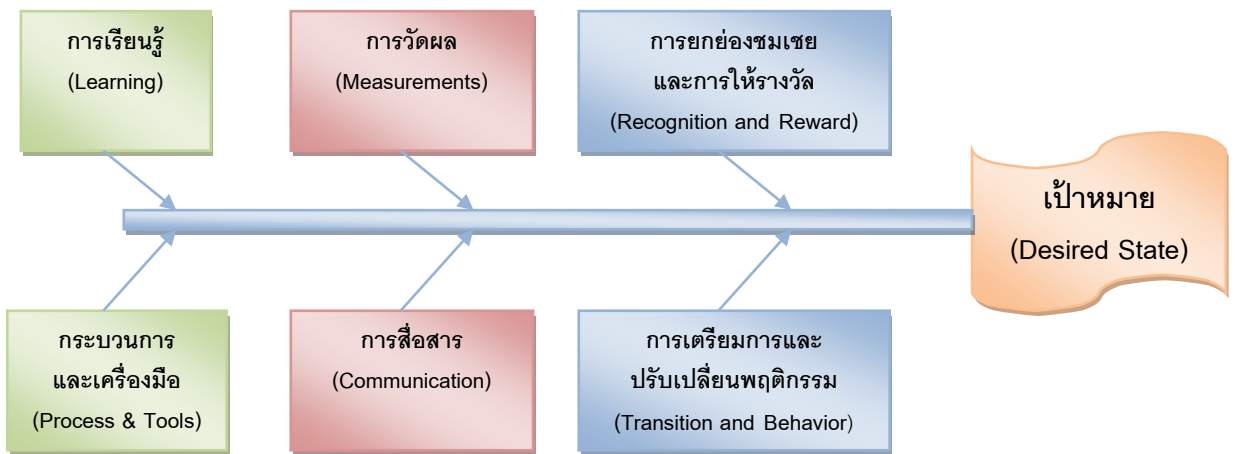 การเรียนรู้
(Learning)
การวัดผล
(Measurements)
การยกย่องชมเชย
และการให้รางวัล
(Recognition and Reward)
เป้าหมาย
(Desired State)
กระบวนการ
และเครื่องมือ
(Process & Tools)
การสื่อสาร
(Communication)
การเตรียมการและ
ปรับเปลี่ยนพฤติกรรม
(Transition and Behavior)